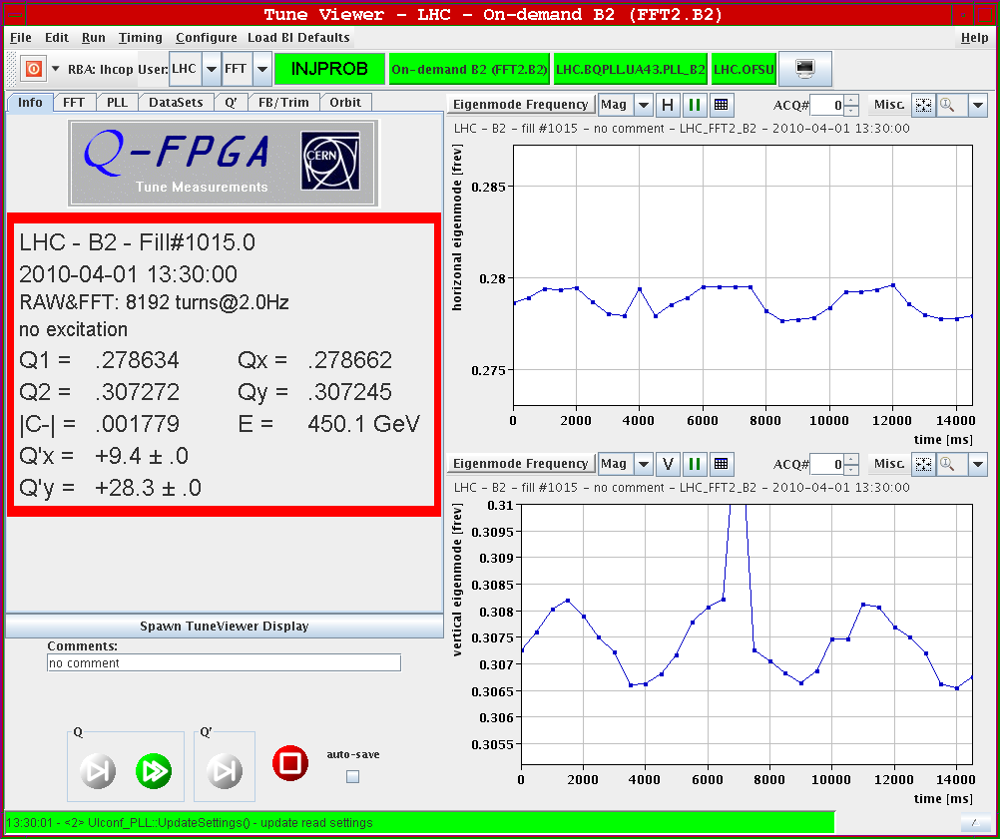 Tune Viewer - LHC - On-demand B2 (FFT2.B2)
File Edit Run Timing Configure Load BI Defaults Help
RBA: lhcop User: LHC FFT INJPROB On-demand B2 (FFT2.B2) LHC.BQPLL.UA43.PLL_B2 LHC.OFSU
Info FFT PLL DataSets Q' FB/Trim Orbit
Q-FPGA
Tune Measurements
CERN
LHC - B2 - Fill#1015.0
2010-04-01 13:30:00
RAW&FFT: 8192 turns@2.0Hz
no excitation
Q1 = .278634 Qx = .278662
Q2 = .307272 Qy = .307245
|C-| = .001779 E = 450.1 GeV
Q'x = +9.4 ± .0
Q'y = +28.3 ± .0
Spawn TuneViewer Display
Comments:
no comment
Q
Q'
auto-save
Eigenmode Frequency Mag H ACQ# 0 Misc.
LHC - B2 - fill #1015 - no comment - LHC_FFT2_B2 - 2010-04-01 13:30:00
horizonal eigenmode [frev]
0.285
0.28
0.275
0 2000 4000 6000 8000 10000 12000 14000
time [ms]
Eigenmode Frequency Mag V ACQ# 0 Misc.
LHC - B2 - fill #1015 - no comment - LHC_FFT2_B2 - 2010-04-01 13:30:00
vertical eigenmode [frev]
0.31
0.3095
0.309
0.3085
0.308
0.3075
0.307
0.3065
0.306
0.3055
0 2000 4000 6000 8000 10000 12000 14000
time [ms]
13:30:01 - <2> UIconf_PLL::UpdateSettings() - update read settings